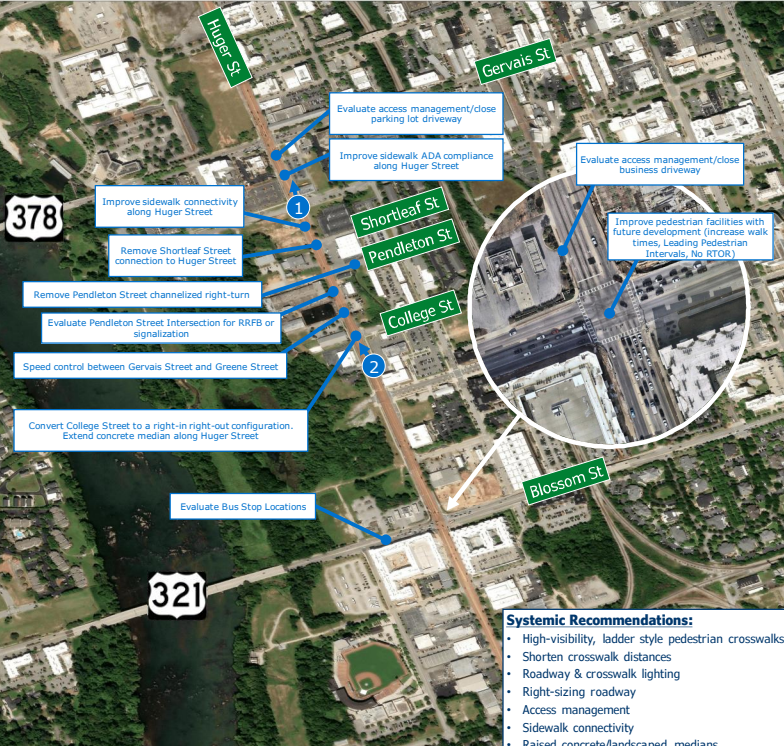 Huger St
Gervais St
Evaluate access management/close
parking lot driveway
Improve sidewalk ADA compliance
along Huger Street
Evaluate access management/close
business driveway
378
Improve sidewalk connectivity
along Huger Street
1
Shortleaf St
Improve pedestrian facilities with
future development (increase walk
times, Leading Pedestrian
Intervals, No RTOR)
Remove Shortleaf Street
connection to Huger Street
Pendleton St
Remove Pendleton Street channelized right-turn
College St
Evaluate Pendleton Street Intersection for RRFB or
signalization
Speed control between Gervais Street and Greene Street
2
Convert College Street to a right-in right-out configuration.
Extend concrete median along Huger Street
Blossom St
Evaluate Bus Stop Locations
321
Systemic Recommendations:
• High-visibility, ladder style pedestrian crosswalks
• Shorten crosswalk distances
• Roadway & crosswalk lighting
• Right-sizing roadway
• Access management
• Sidewalk connectivity
• Raised concrete/landscaped medians